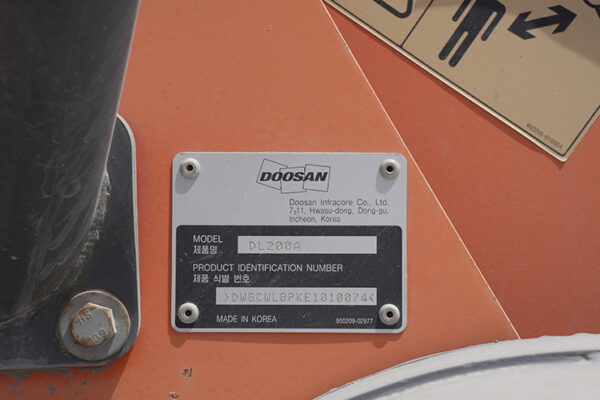 DOOSAN
Doosan Infracore Co., Ltd.
7-11, Hwasu-dong, Dong-gu,
Incheon, Korea
MODEL
제품명
DL200A
PRODUCT IDENTIFICATION NUMBER
제품 식별 번호
>DWGCWLBPKE1010074<
MADE IN KOREA
950209-02977